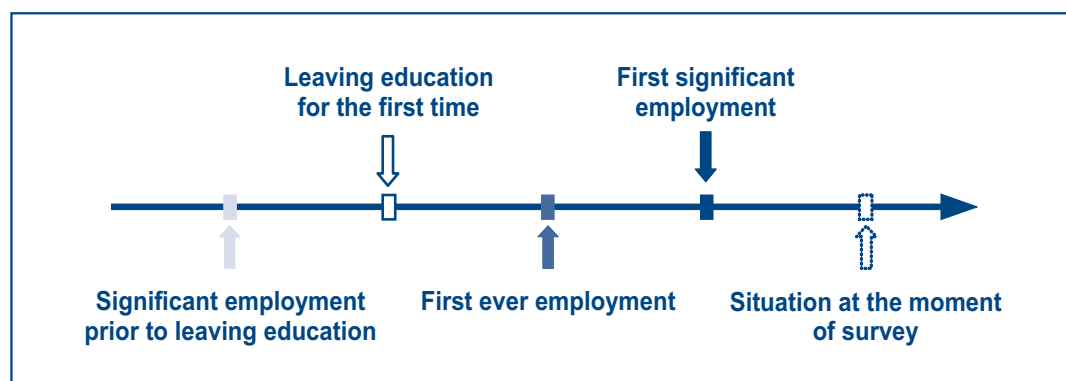 Leaving education
for the first time
First significant
employment
Significant employment
prior to leaving education
First ever employment
Situation at the moment
of survey